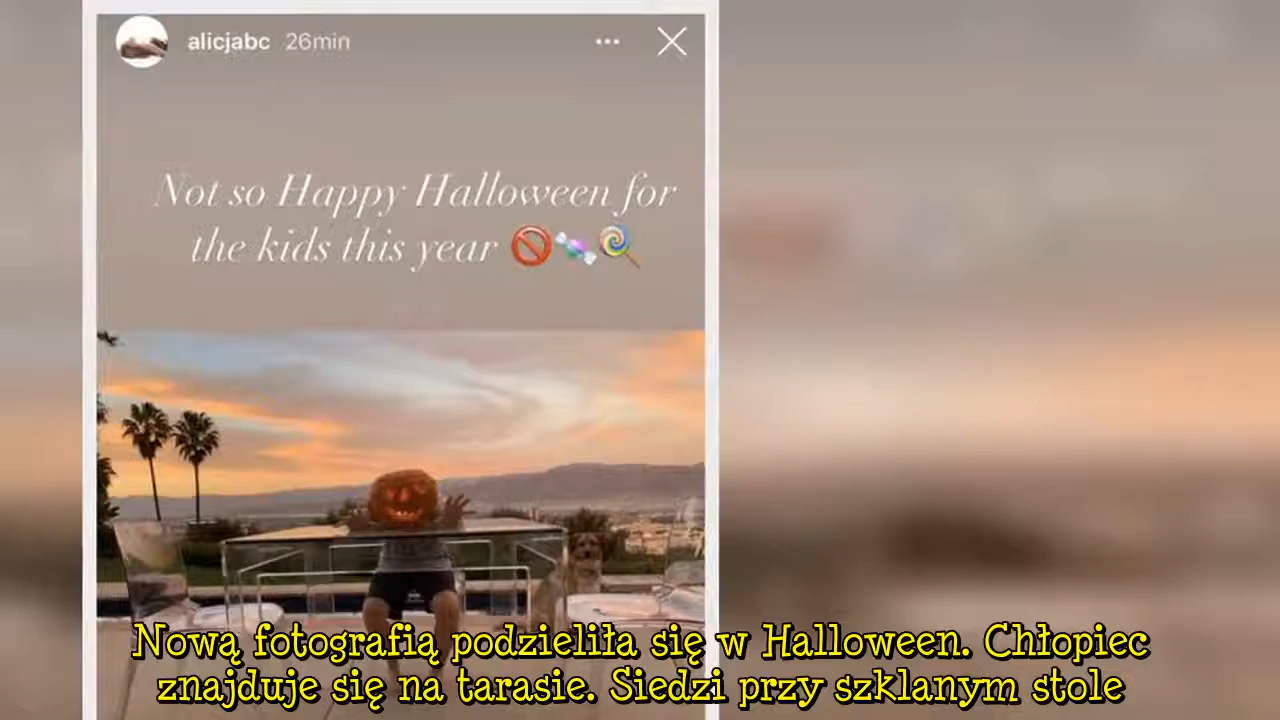 alicjabc 26min
Not so Happy Halloween for
the kids this year 🚫🍬🍭
Nową fotografią podzieliła się w Halloween. Chłopiec
znajduje się na tarasie. Siedzi przy szklanym stole